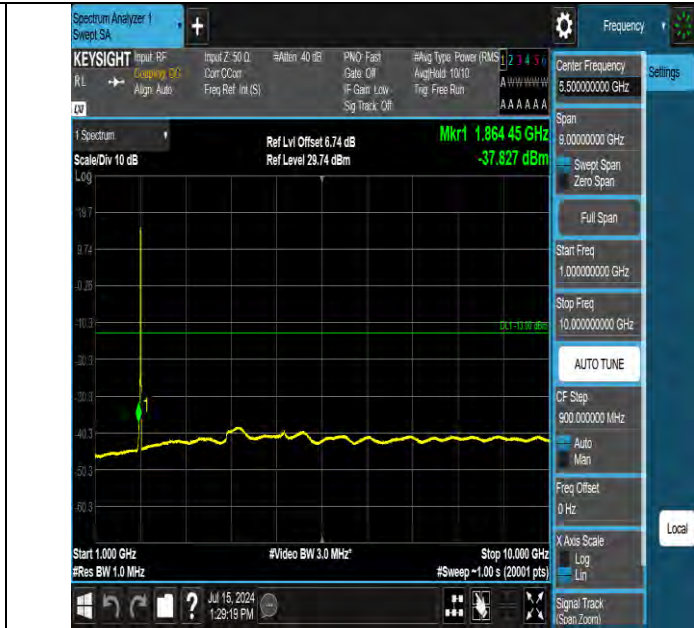 Spectrum Analyzer 1
Swept SA
Frequency
KEYSIGHT
RL
Input: RF
Coupling: DC
Align: Auto
Input Z: 50 Ω
Corr CCorr
Freq Ref: Int (S)
#Atten: 40 dB
PNO: Fast
Gate: Off
IF Gain: Low
Sig Track: Off
#Avg Type: Power (RMS
Avg|Hold: 10/10
Trig: Free Run
1 2 3 4 5 6
A W W W W W
A A A A A A
LW
1 Spectrum
Scale/Div 10 dB
Log
Ref Lvl Offset 6.74 dB
Ref Level 29.74 dBm
Mkr1 1.864 45 GHz
-37.827 dBm
19.7
9.74
-0.26
-10.3
-30.3
-40.3
-50.3
-60.3
DL1 -13.00 dBm
1
Start 1.000 GHz
#Res BW 1.0 MHz
#Video BW 3.0 MHz*
Stop 10.000 GHz
#Sweep ~1.00 s (20001 pts)
Jul 15, 2024
1:29:19 PM
?
Center Frequency
5.500000000 GHz
Settings
Span
9.00000000 GHz
Swept Span
Zero Span
Full Span
Start Freq
1.000000000 GHz
Stop Freq
10.000000000 GHz
AUTO TUNE
CF Step
900.000000 MHz
Auto
Man
Freq Offset
0 Hz
Local
X Axis Scale
Log
Lin
Signal Track
(Span Zoom)